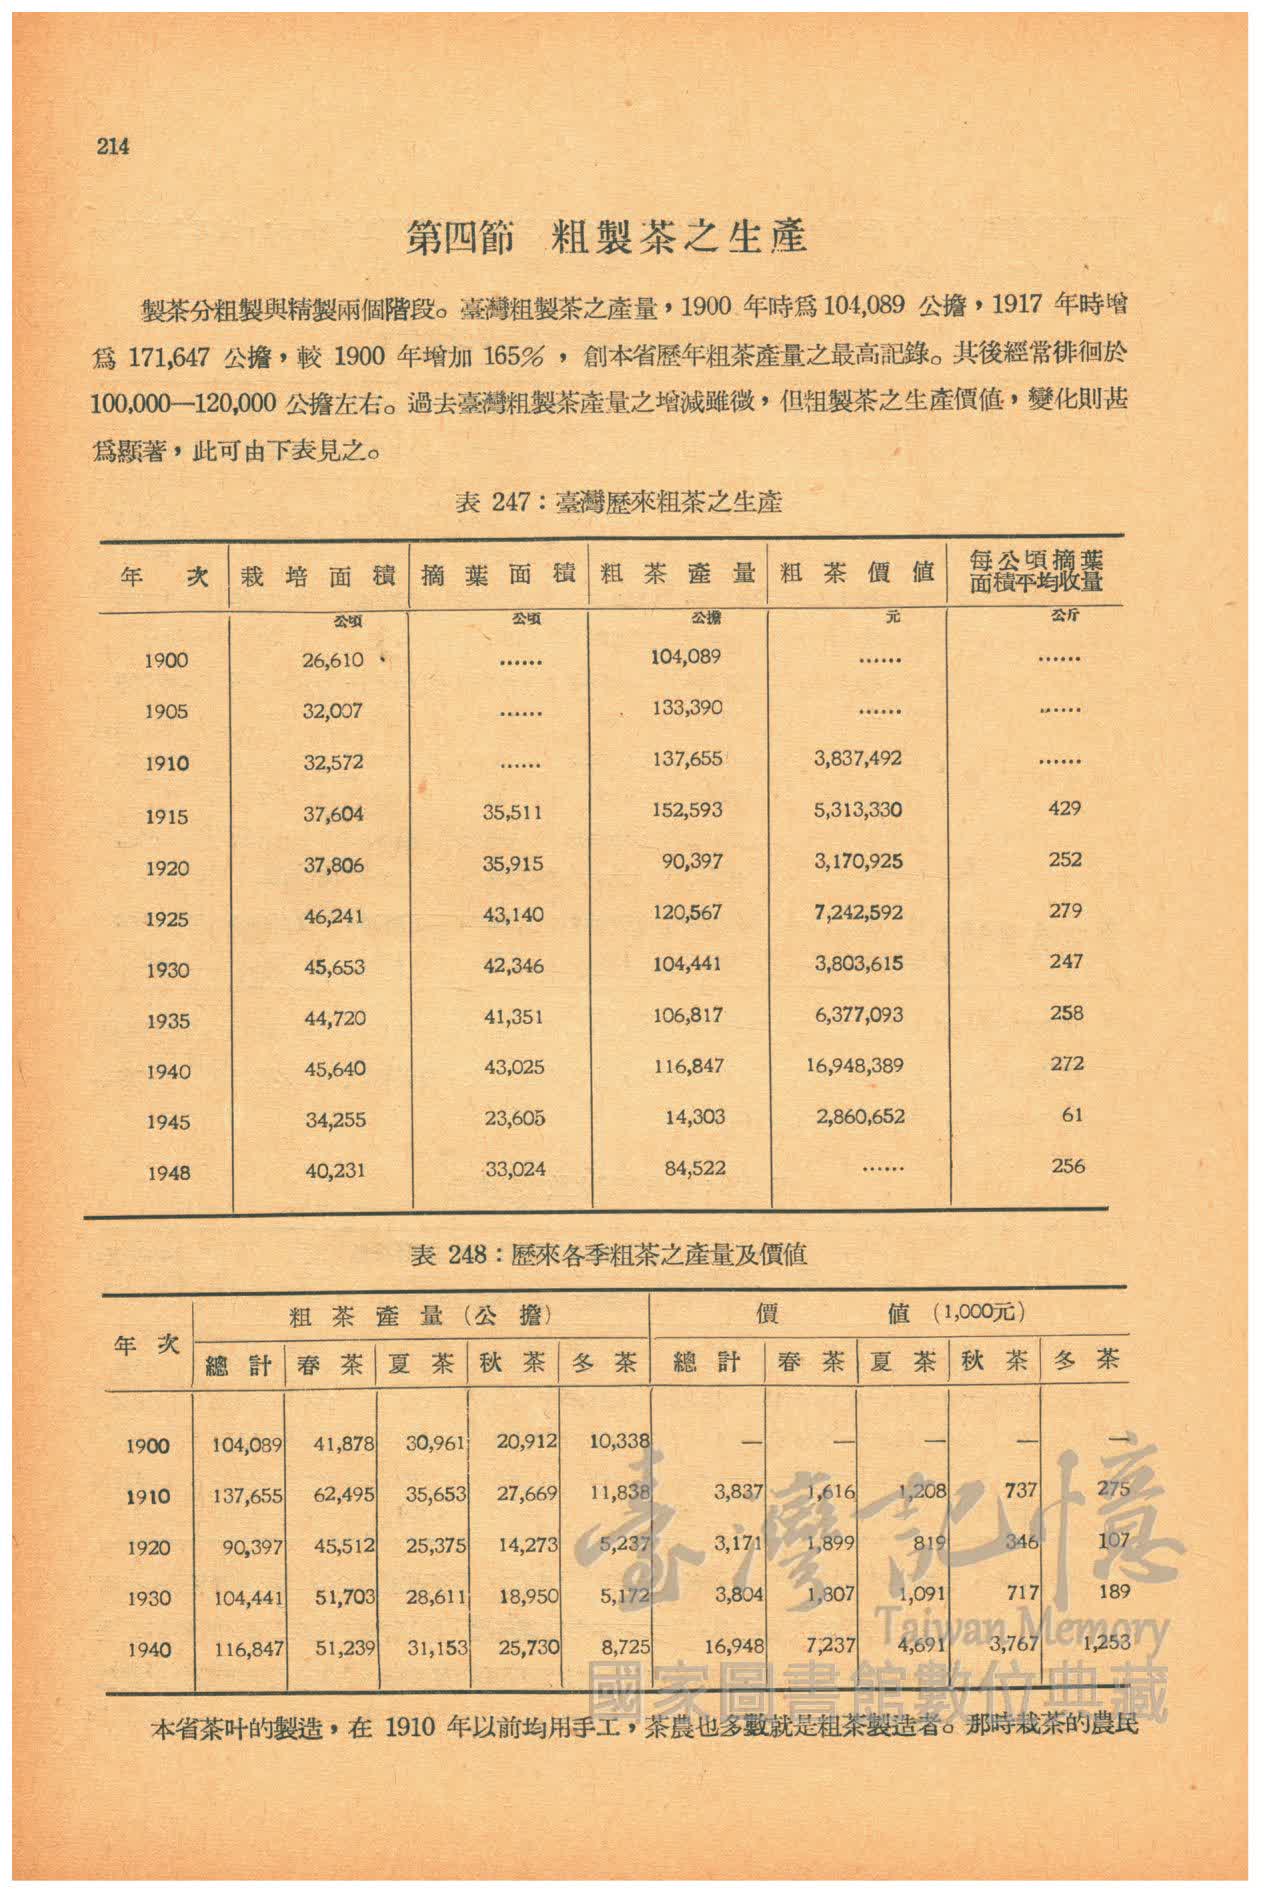 214
第四節 粗製茶之生產
製茶分粗製與精製兩個階段。臺灣粗製茶之產量，1900 年時爲104,089 公擔，1917 年時增
爲 171,647 公擔，較 1900 年增加 165%， 創本省歷年粗茶產量之最高記錄。其後經常徘徊於
100,000—120,000 公擔左右。過去臺灣粗製茶產量之增減雖微，但粗製茶之生產價值，變化則甚
爲顯著，此可由下表見之。
表 247：臺灣歷來粗茶之生產
年 次 栽培面積 摘葉面積 粗茶產量 粗茶價值 每公頃摘葉
面積平均收量
公頃 公頃 公擔 元 公斤
1900 26,610 …… 104,089 …… ……
1905 32,007 …… 133,390 …… ……
1910 32,572 …… 137,655 3,837,492 ……
1915 37,604 35,511 152,593 5,313,330 429
1920 37,806 35,915 90,397 3,170,925 252
1925 46,241 43,140 120,567 7,242,592 279
1930 45,653 42,346 104,441 3,803,615 247
1935 44,720 41,351 106,817 6,377,093 258
1940 45,640 43,025 116,847 16,948,389 272
1945 34,255 23,605 14,303 2,860,652 61
1948 40,231 33,024 84,522 …… 256
表 248：歷來各季粗茶之產量及價值
年 次 粗茶產量(公擔) 價 值 (1,000元)
總計 春茶 夏茶 秋茶 冬茶 總計 春茶 夏茶 秋茶 冬茶
1900 104,089 41,878 30,961 20,912 10,338 — — — — —
1910 137,655 62,495 35,653 27,669 11,838 3,837 1,616 1,208 737 275
1920 90,397 45,512 25,375 14,273 5,237 3,171 1,899 819 346 107
1930 104,441 51,703 28,611 18,950 5,172 3,804 1,807 1,091 717 189
1940 116,847 51,239 31,153 25,730 8,725 16,948 7,237 4,691 3,767 1,253
本省茶叶的製造，在 1910 年以前均用手工，茶農也多數就是粗茶製造者。那時栽茶的農民
臺灣記憶
Taiwan Memory
國家圖書館數位典藏